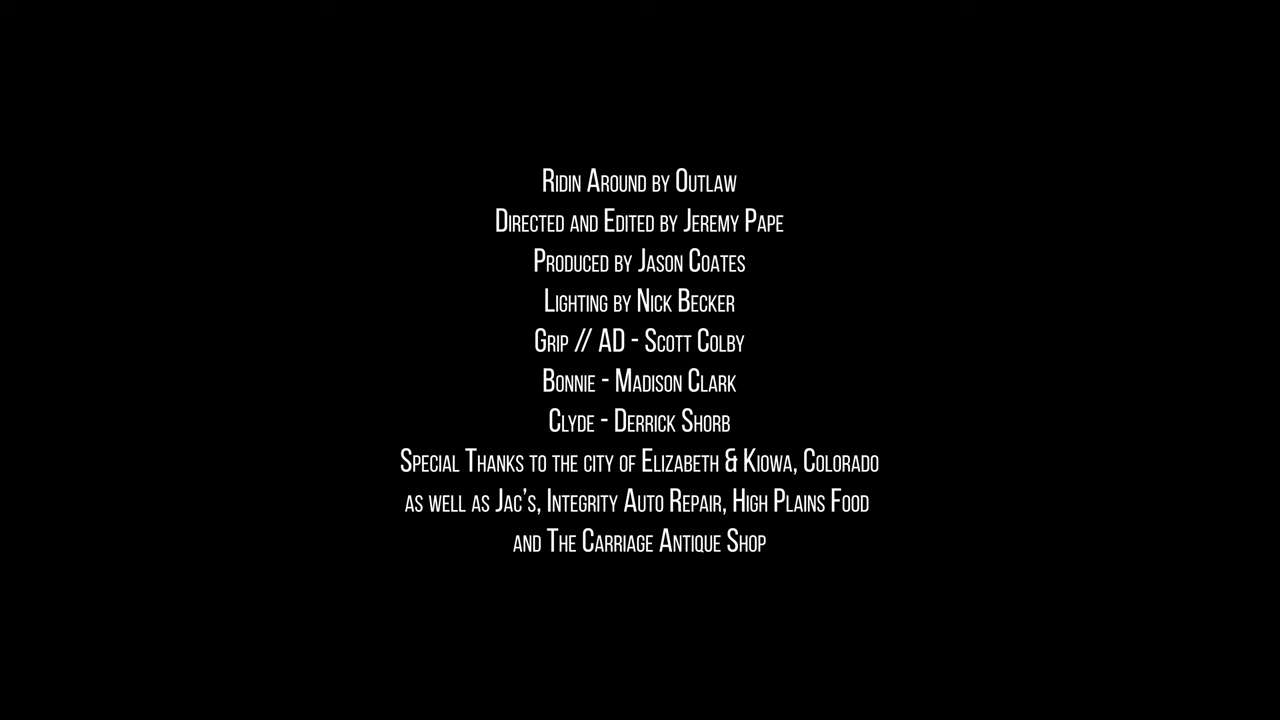 Ridin Around by Outlaw
Directed and Edited by Jeremy Pape
Produced by Jason Coates
Lighting by Nick Becker
Grip // AD - Scott Colby
Bonnie - Madison Clark
Clyde - Derrick Shorb
Special Thanks to the city of Elizabeth & Kiowa, Colorado
as well as Jac's, Integrity Auto Repair, High Plains Food
and The Carriage Antique Shop